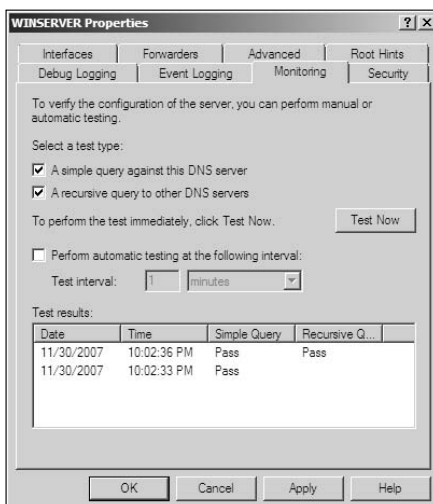 WINSERVER Properties
Interfaces Forwarders Advanced Root Hints
Debug Logging Event Logging Monitoring Security
To verify the configuration of the server, you can perform manual or
automatic testing.
Select a test type:
A simple query against this DNS server
A recursive query to other DNS servers
To perform the test immediately, click Test Now. Test Now
Perform automatic testing at the following interval:
Test interval: 1 minutes
Test results:
Date Time Simple Query Recursive Q...
11/30/2007 10:02:36 PM Pass Pass
11/30/2007 10:02:33 PM Pass
OK Cancel Apply Help